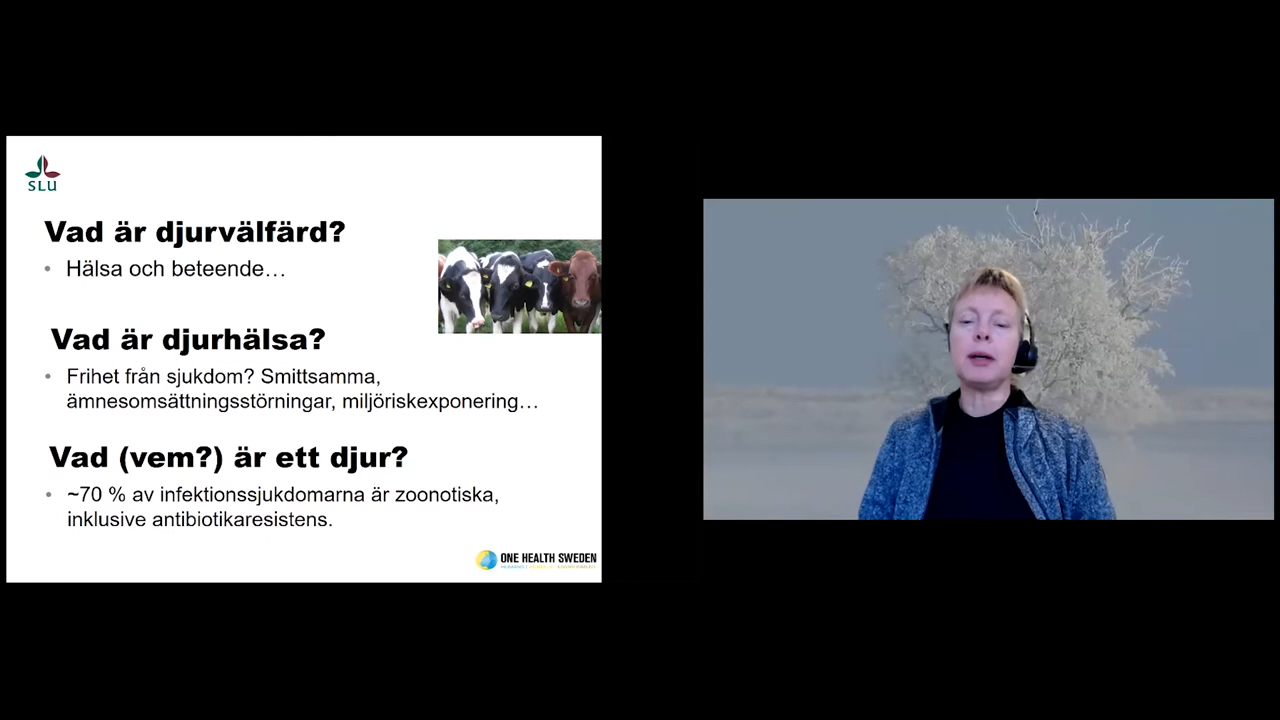 SLU
Vad är djurvälfärd?
• Hälsa och beteende…
Vad är djurhälsa?
• Frihet från sjukdom? Smittsamma,
ämnesomsättningsstörningar, miljöriskexponering…
Vad (vem?) är ett djur?
• ~70 % av infektionssjukdomarna är zoonotiska,
inklusive antibiotikaresistens.
ONE HEALTH SWEDEN